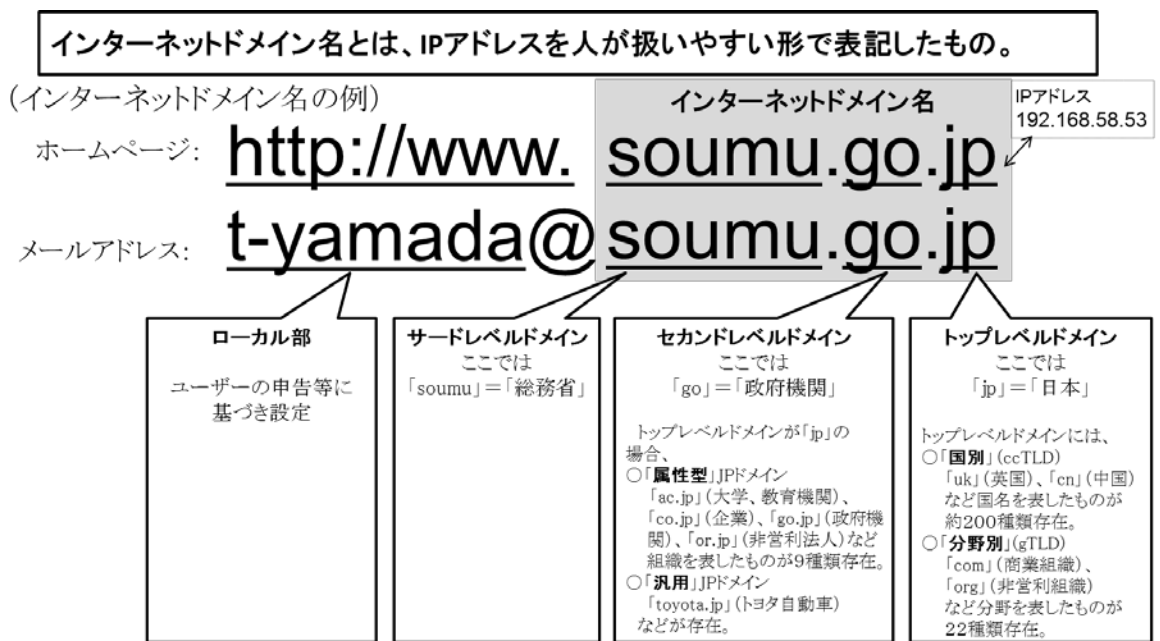 インターネットドメイン名とは、IPアドレスを人が扱いやすい形で表記したもの。
(インターネットドメイン名の例)
インターネットドメイン名
IPアドレス
192.168.58.53
ホームページ: http://www. soumu.go.jp
メールアドレス: t-yamada@soumu.go.jp
ローカル部
ユーザーの申告等に
基づき設定
サードレベルドメイン
ここでは
「soumu」=「総務省」
セカンドレベルドメイン
ここでは
「go」=「政府機関」
トップレベルドメインが「jp」の
場合、
○「属性型」JPドメイン
「ac.jp」(大学、教育機関)、
「co.jp」(企業)、「go.jp」(政府機
関)、「or.jp」(非営利法人)など
組織を表したものが9種類存在。
○「汎用」JPドメイン
「toyota.jp」(トヨタ自動車)
などが存在。
トップレベルドメイン
ここでは
「jp」=「日本」
トップレベルドメインには、
○「国別」(ccTLD)
「uk」(英国)、「cn」(中国)
など国名を表したものが
約200種類存在。
○「分野別」(gTLD)
「com」(商業組織)、
「org」(非営利組織)
など分野を表したものが
22種類存在。